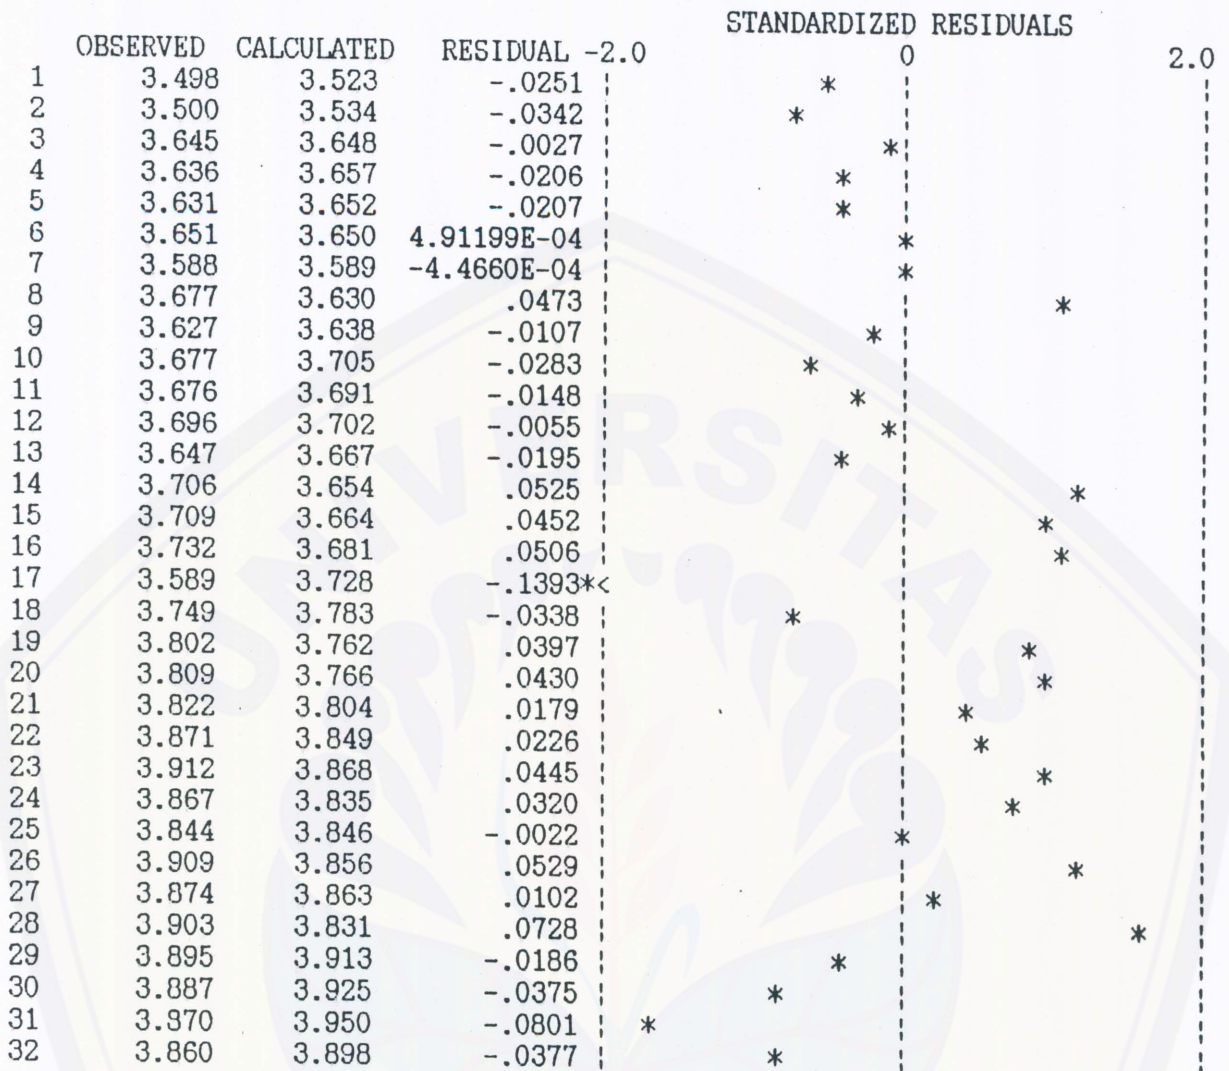 STANDARDIZED RESIDUALS
OBSERVED CALCULATED RESIDUAL -2.0 0 2.0
1 3.498 3.523 -.0251
2 3.500 3.534 -.0342
3 3.645 3.648 -.0027
4 3.636 3.657 -.0206
5 3.631 3.652 -.0207
6 3.651 3.650 4.91199E-04
7 3.588 3.589 -4.4660E-04
8 3.677 3.630 .0473
9 3.627 3.638 -.0107
10 3.677 3.705 -.0283
11 3.676 3.691 -.0148
12 3.696 3.702 -.0055
13 3.647 3.667 -.0195
14 3.706 3.654 .0525
15 3.709 3.664 .0452
16 3.732 3.681 .0506
17 3.589 3.728 -.1393*<
18 3.749 3.783 -.0338
19 3.802 3.762 .0397
20 3.809 3.766 .0430
21 3.822 3.804 .0179
22 3.871 3.849 .0226
23 3.912 3.868 .0445
24 3.867 3.835 .0320
25 3.844 3.846 -.0022
26 3.909 3.856 .0529
27 3.874 3.863 .0102
28 3.903 3.831 .0728
29 3.895 3.913 -.0186
30 3.887 3.925 -.0375
31 3.870 3.950 -.0801
32 3.860 3.898 -.0377
UNIVERSITAS